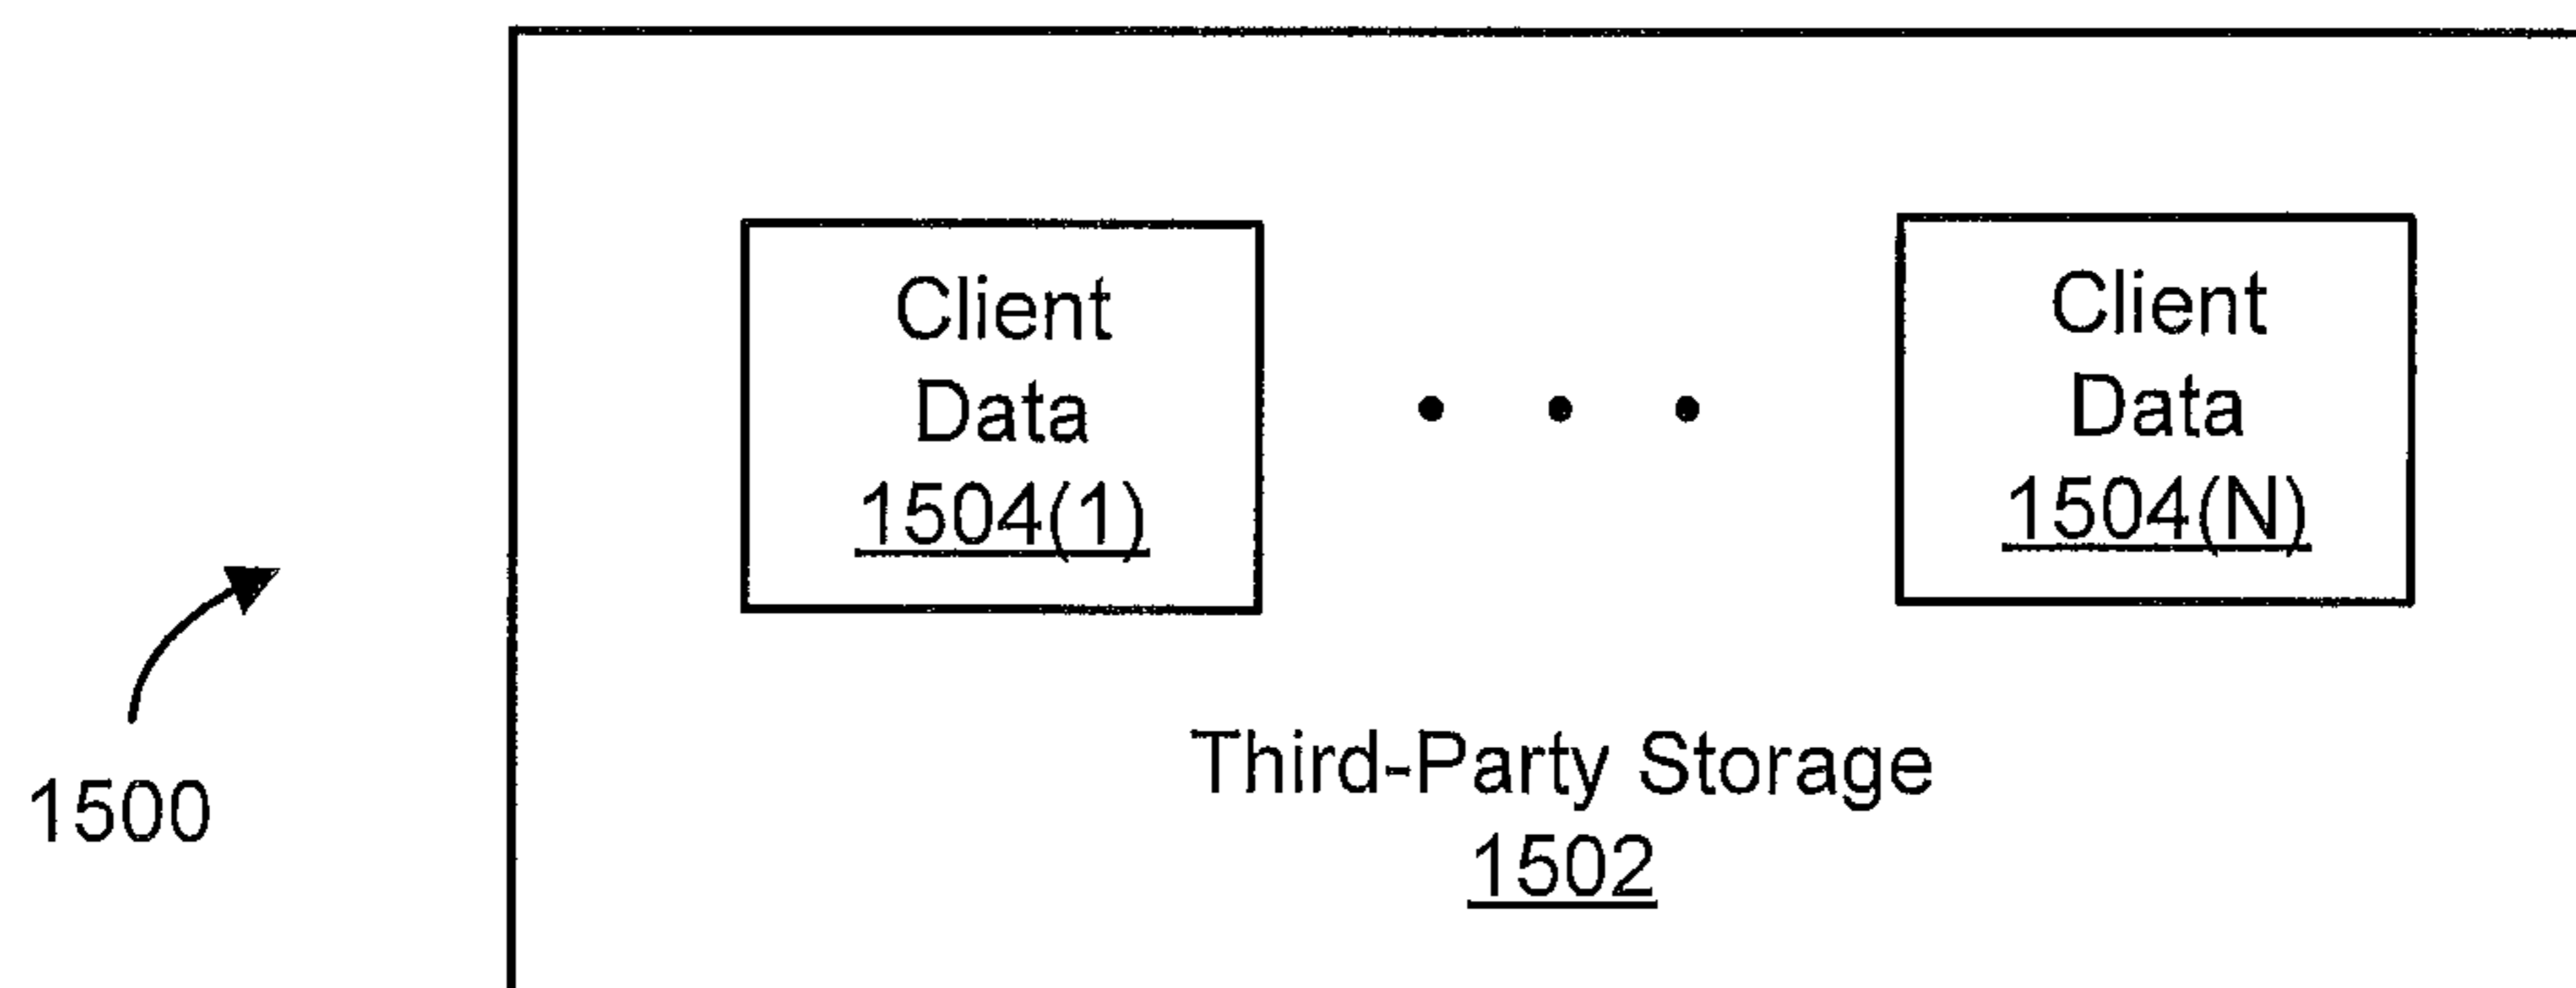 Client
Data
1504(1)
Client
Data
1504(N)
Third-Party Storage
1502
1500